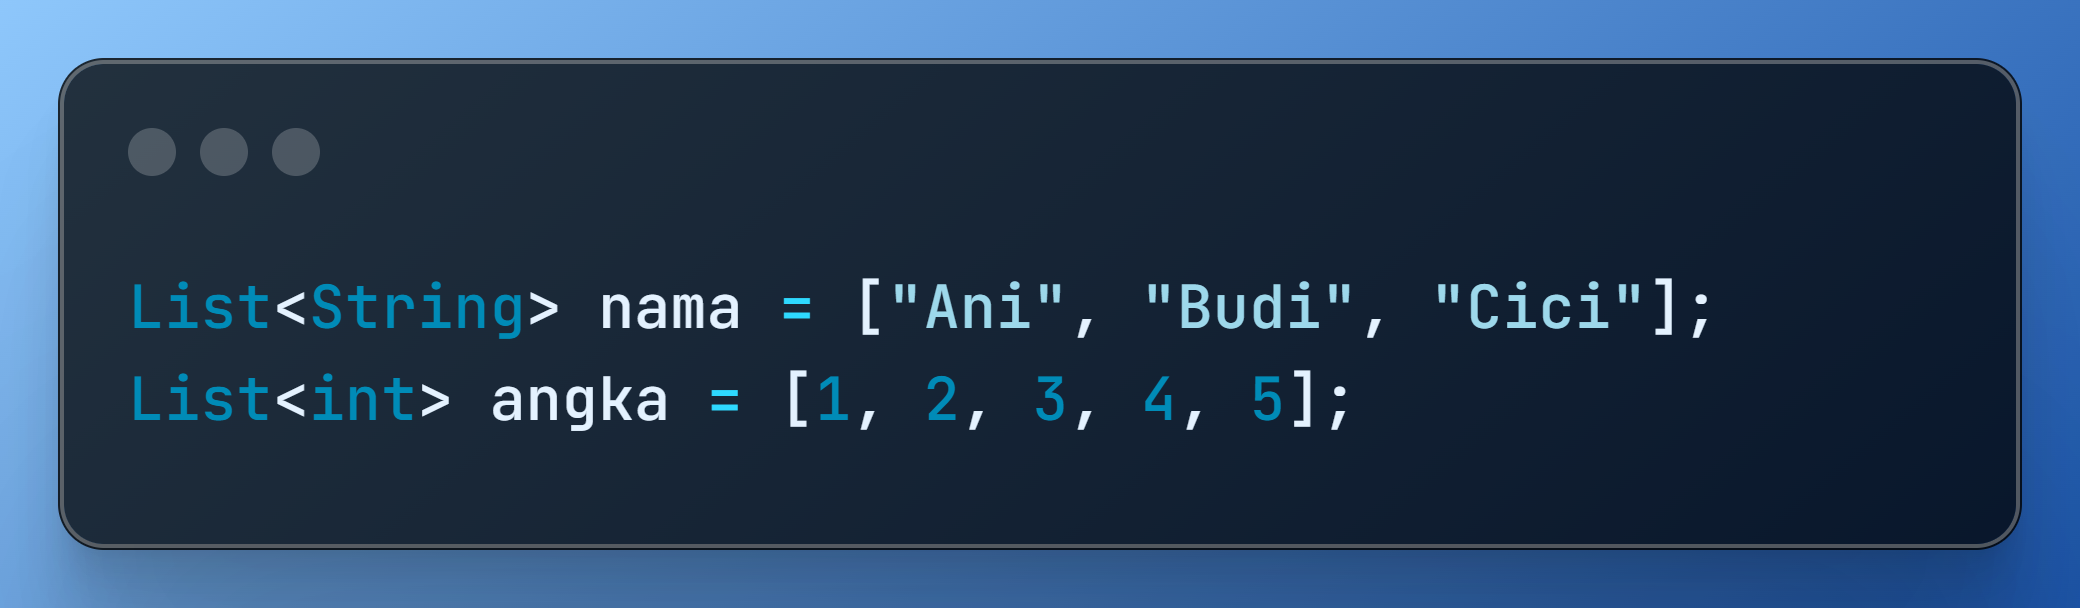 List<String> nama = ["Ani", "Budi", "Cici"];
List<int> angka = [1, 2, 3, 4, 5];